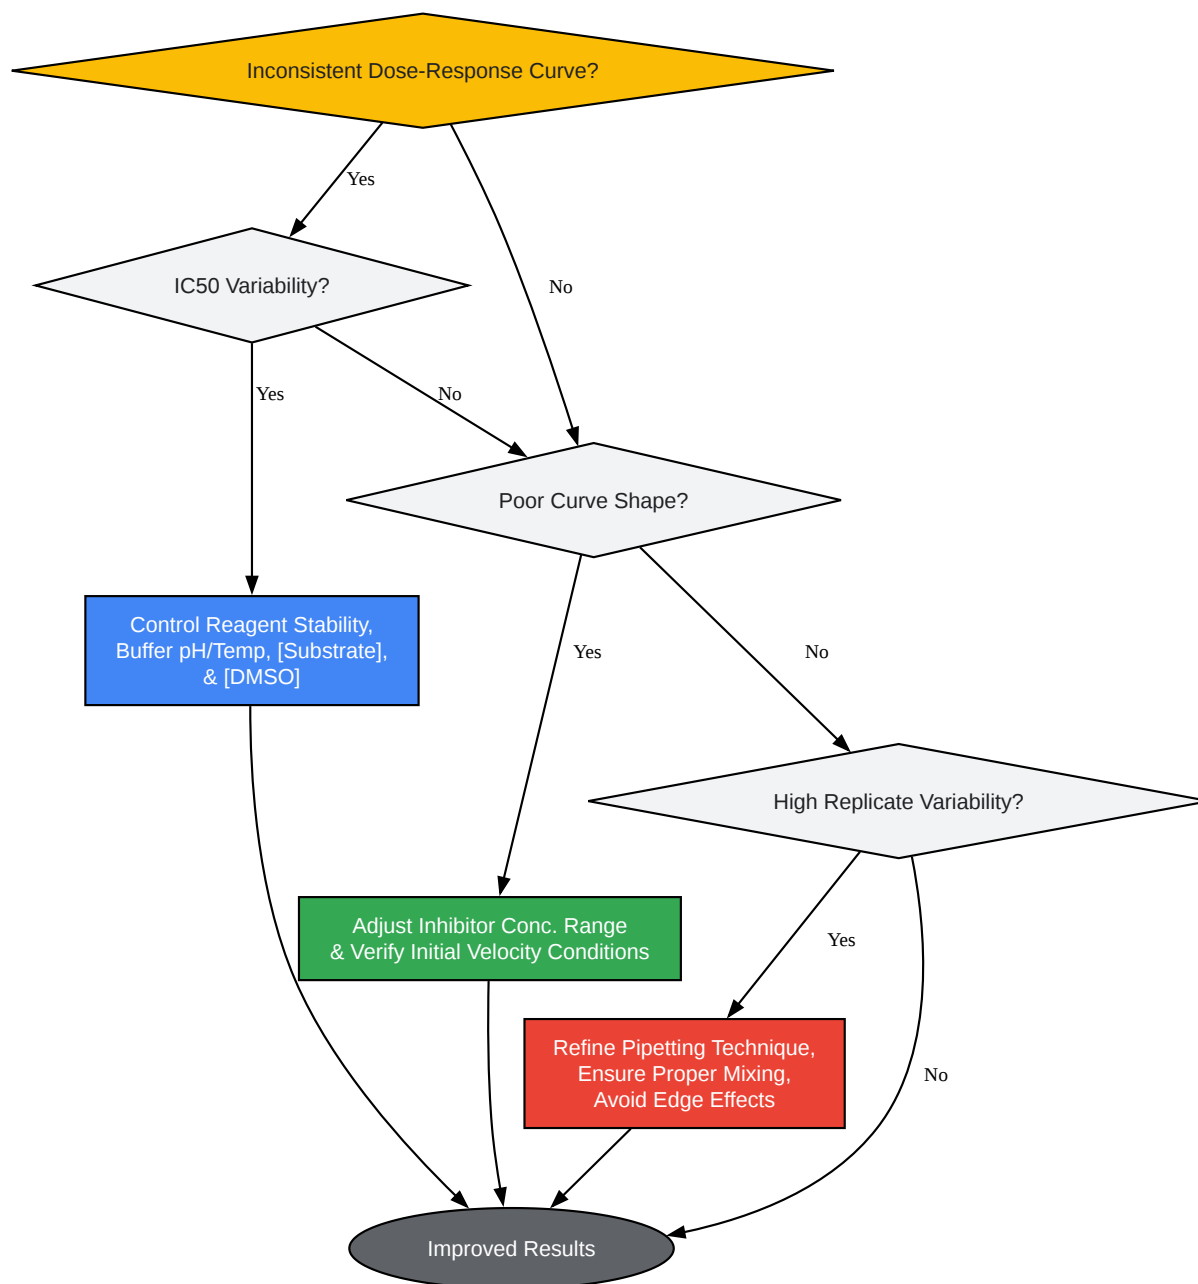 Inconsistent Dose-Response Curve?
Yes
IC50 Variability?
No
Yes
No
Poor Curve Shape?
Control Reagent Stability,
Buffer pH/Temp, [Substrate],
& [DMSO]
Yes
No
High Replicate Variability?
Adjust Inhibitor Conc. Range
& Verify Initial Velocity Conditions
Yes
Refine Pipetting Technique,
Ensure Proper Mixing,
Avoid Edge Effects
No
Improved Results